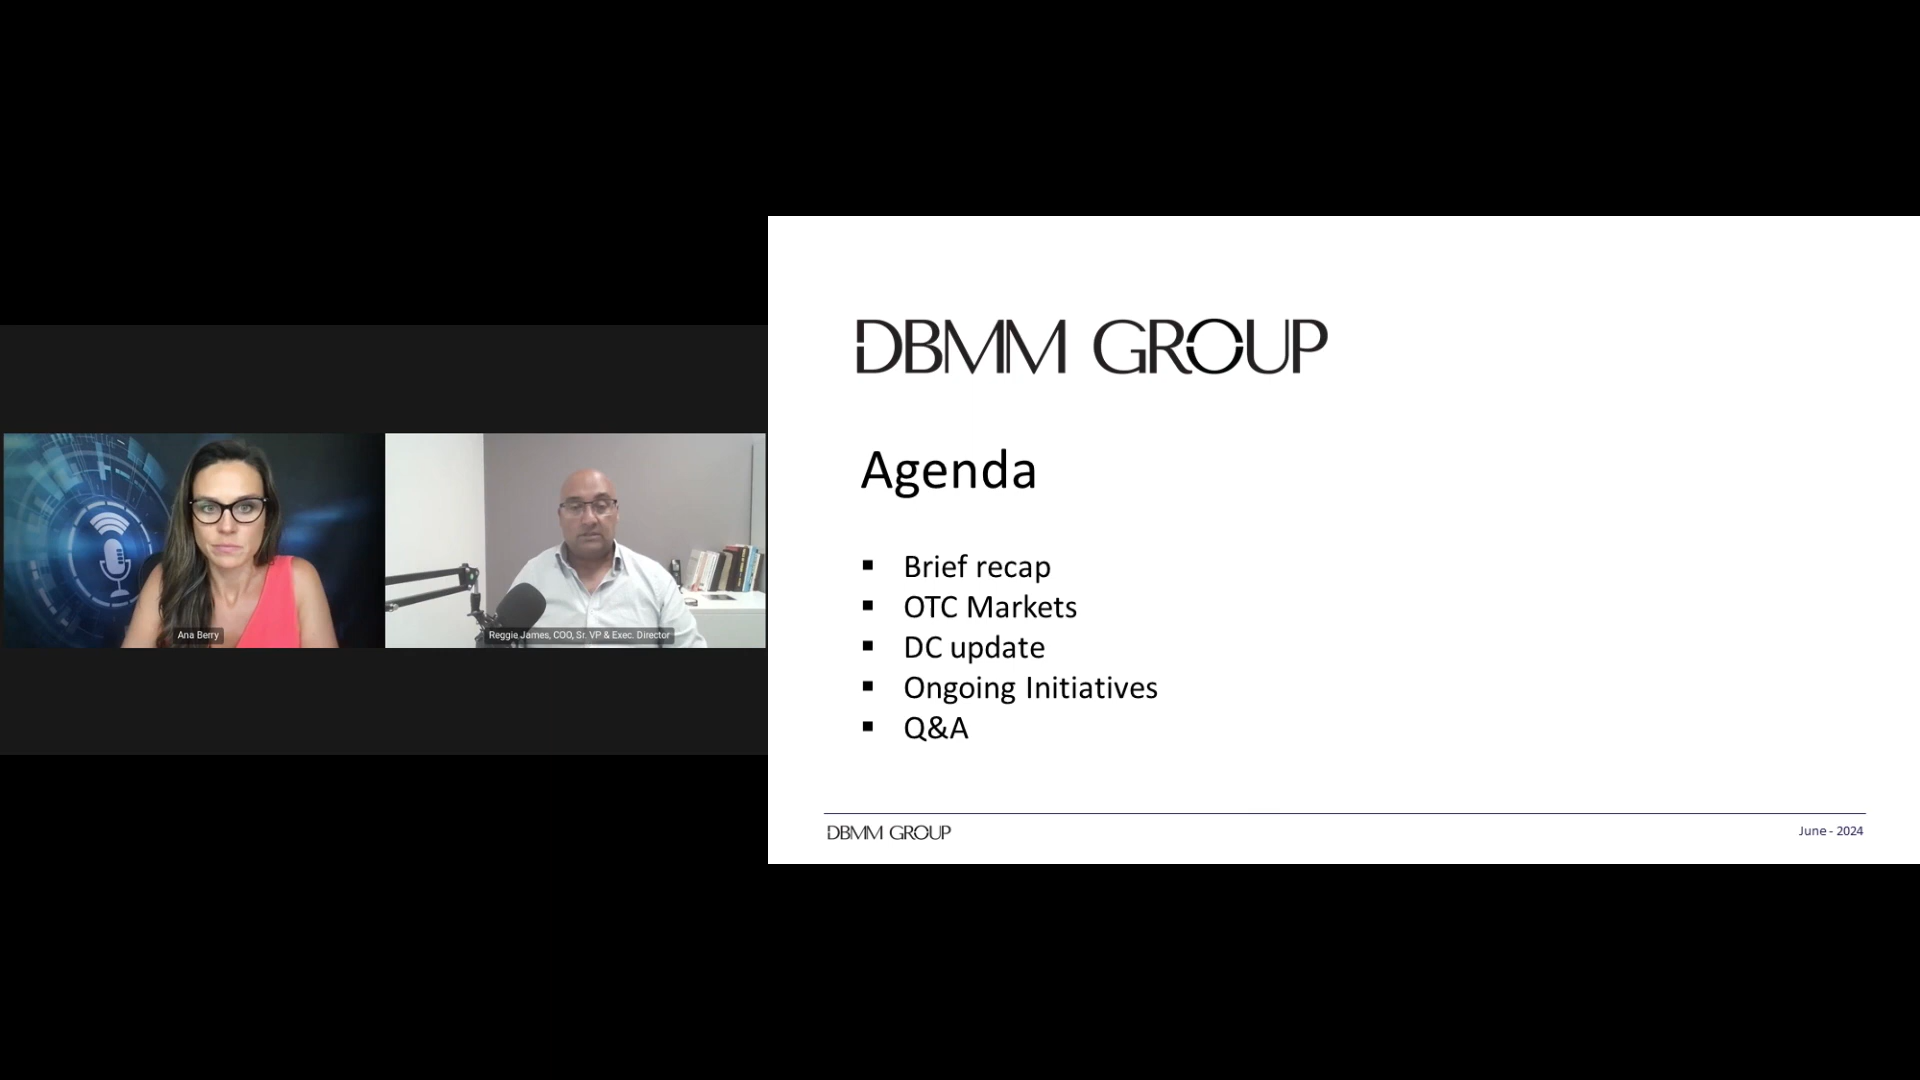 Ana Berry
Reggie James, COO, Sr. VP & Exec. Director
DBMM GROUP
Agenda
▪ Brief recap
▪ OTC Markets
▪ DC update
▪ Ongoing Initiatives
▪ Q&A
DBMM GROUP
June - 2024